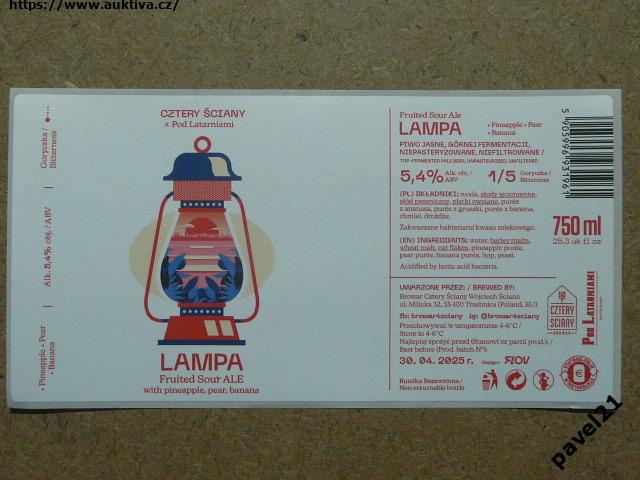 https://www.auktiva.cz/
Goryczka /
Bitterness
Alk. 5,4% obj. / ABV
• Pineapple • Pear
• Banana
CZTERY ŚCIANY
× Pod Latarniami
LAMPA
Fruited Sour ALE
with pineapple, pear, banana
Fruited Sour Ale
LAMPA
• Pineapple • Pear
• Banana
PIWO JASNE, GÓRNEJ FERMENTACJI,
NIEPASTERYZOWANE, NIEFILTROWANE /
TOP-FERMENTED PALE BEER, UNPASTEURIZED, UNFILTERED
5,4% Alk. obj. /
ABV
1/5 Goryczka /
Bitterness
(PL) SKŁADNIKI: woda, słody jęczmienne,
słód pszeniczny, płatki owsiane, purée
z ananasa, purée z gruszki, purée z banana,
chmiel, drożdże.
Zakwaszane bakteriami kwasu mlekowego.
(EN) INGREDIENTS: water, barley malts,
wheat malt, oat flakes, pineapple purée,
pear purée, banana purée, hop, yeast.
Acidified by lactic acid bacteria.
5 905996 931961
750 ml
25.3 uk fl oz
UWARZONE PRZEZ: / BREWED BY:
Browar Cztery Ściany Wojciech Ściana
ul. Milicka 32, 55-100 Trzebnica (Poland, EU)
fb: browar4sciany ig: @browar4sciany
Przechowywać w temperaturze 4-6°C /
Store in 4-6°C
Najlepiej spożyć przed (Stanowi nr partii prod.): /
Best before (Prod. batch N°):
30. 04. 2025
Design:
Butelka Bezzwrotna /
Non-returnable bottle
CZTERY
ŚCIANY
BROWAR
POD LATARNIAMI
pavel21